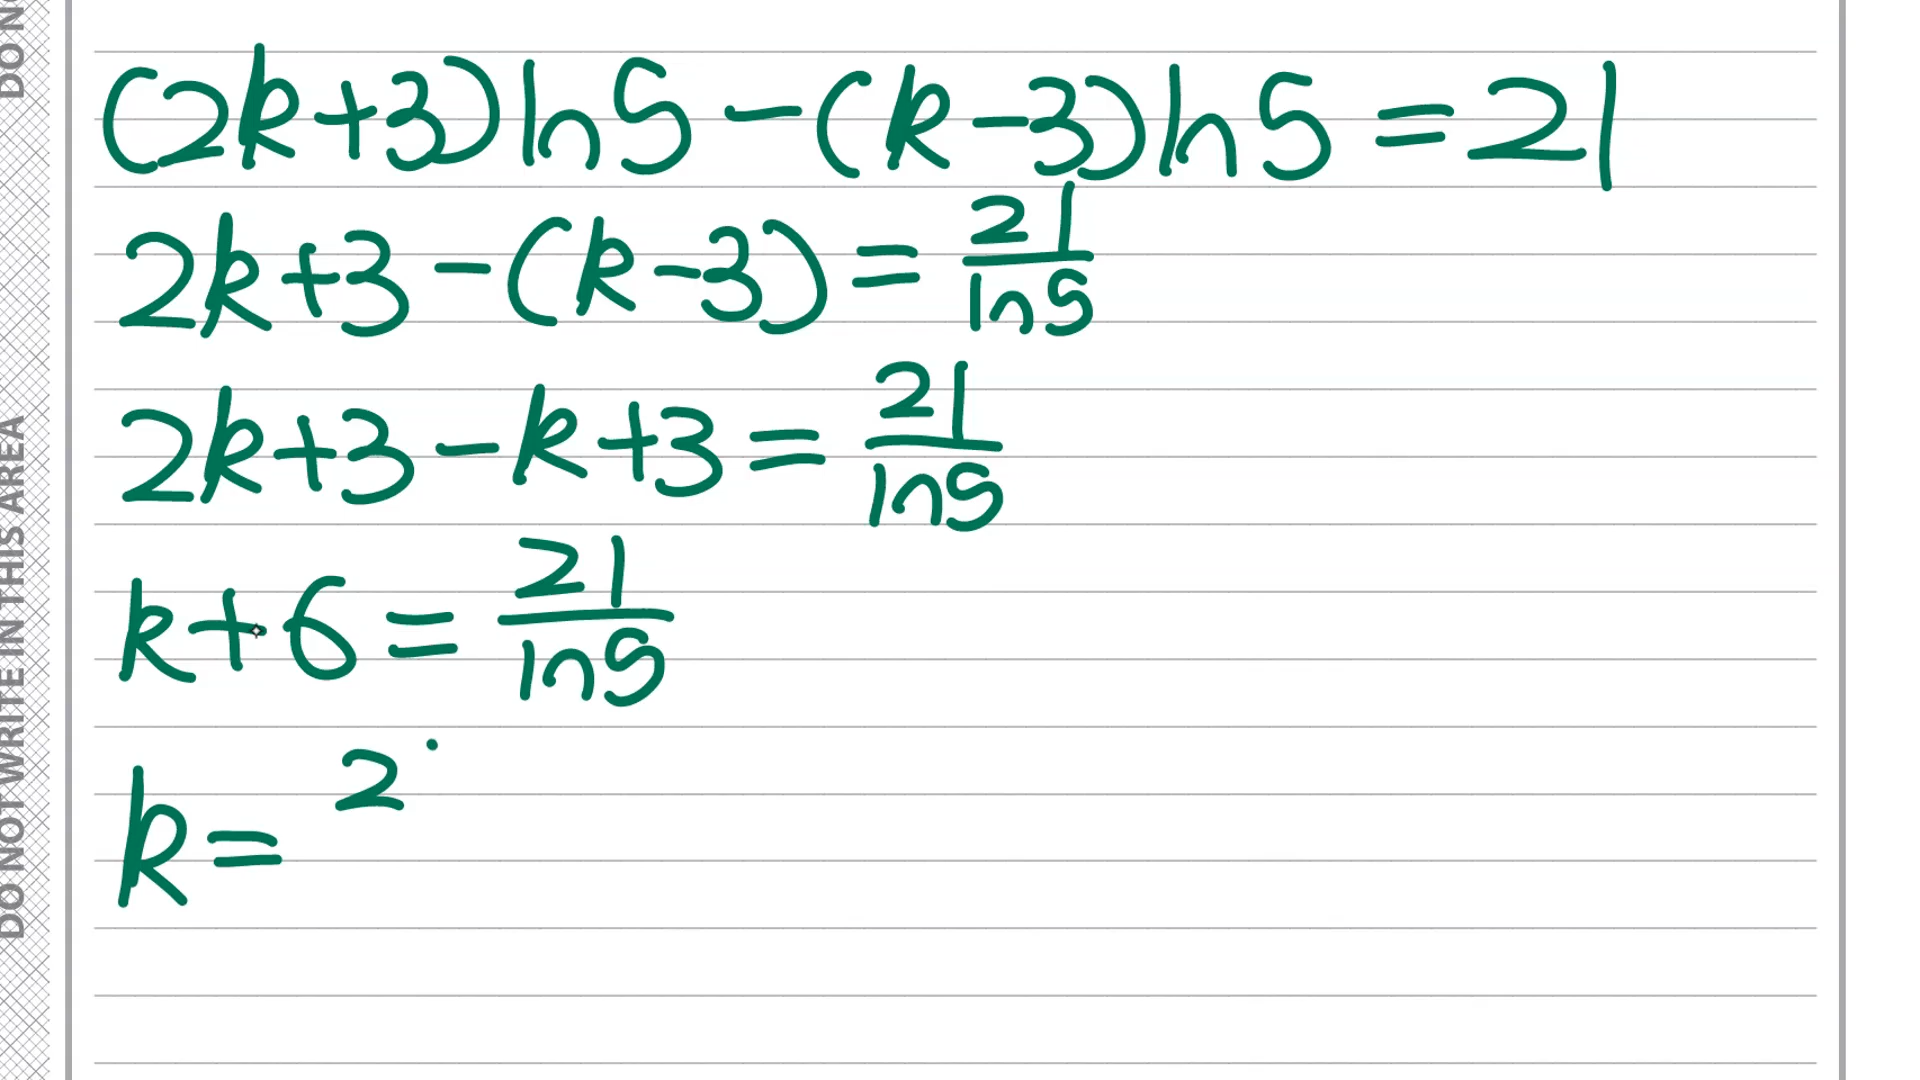 DO NOT WRITE IN THIS AREA
DO NO
(2k+3)ln5-(k-3)ln5=21
2k+3-(k-3)=21/ln5
2k+3-k+3=21/ln5
k+6=21/ln5
k= 2